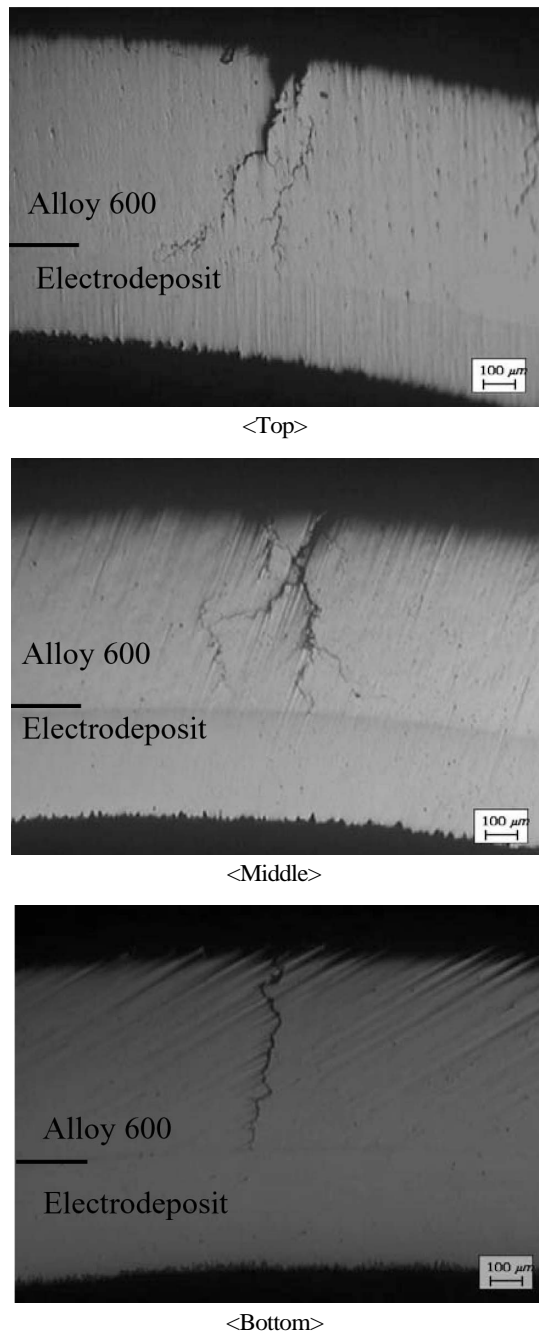 Alloy 600
Electrodeposit
100 μm
<Top>
Alloy 600
Electrodeposit
100 μm
<Middle>
Alloy 600
Electrodeposit
100 μm
<Bottom>